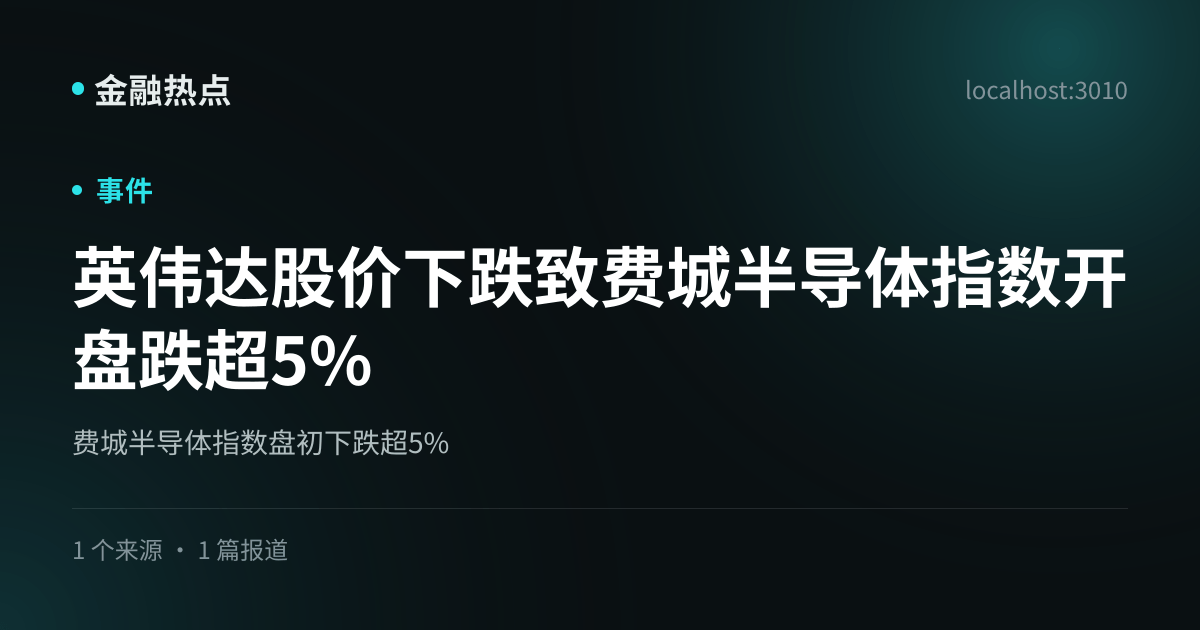 金融热点
localhost:3010
事件
英伟达股价下跌致费城半导体指数开
盘跌超5%
费城半导体指数盘初下跌超5%
1 个来源 • 1 篇报道